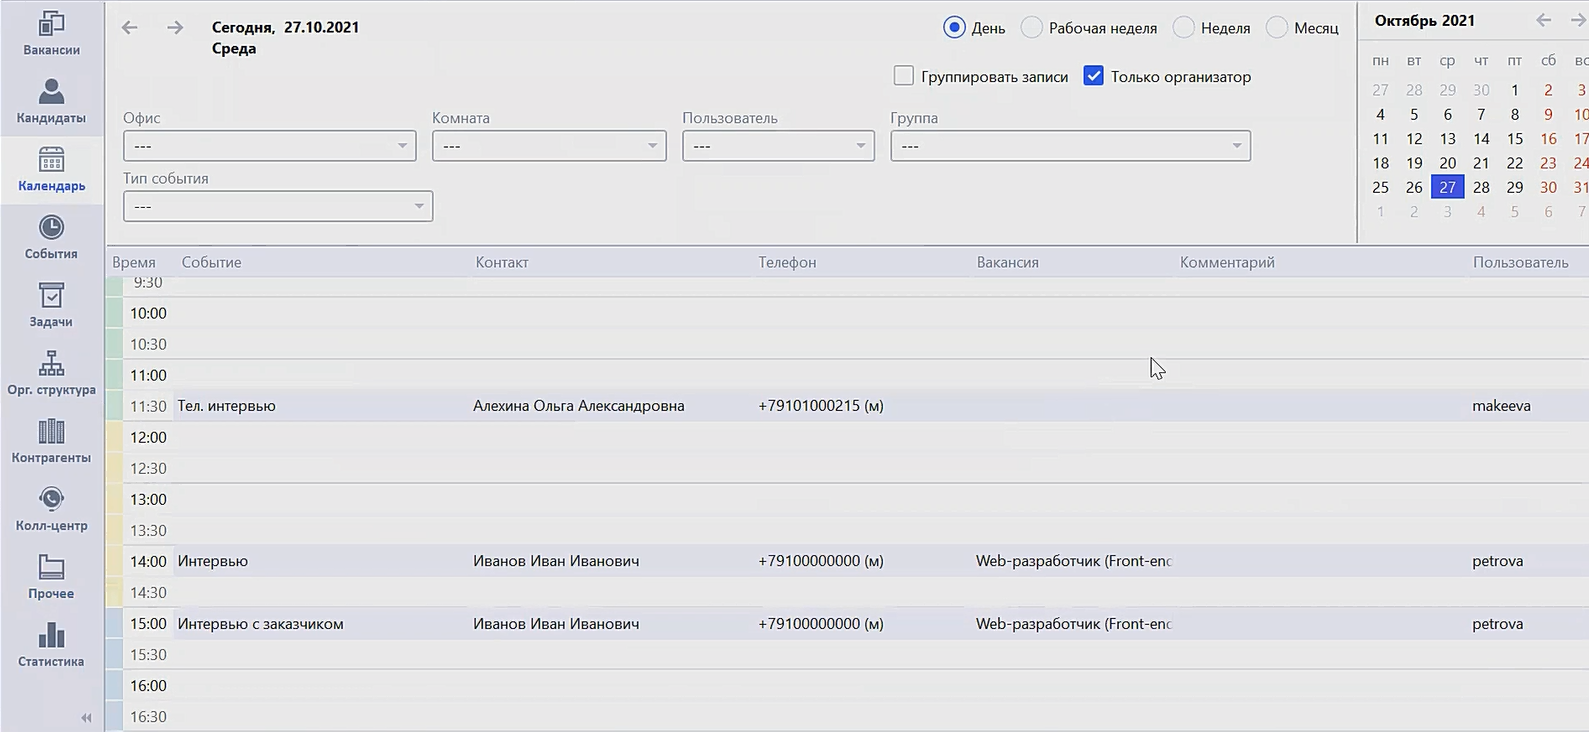 Вакансии
Кандидаты
Календарь
События
Задачи
Орг. структура
Контрагенты
Колл-центр
Прочее
Статистика
Сегодня, 27.10.2021
Среда
День Рабочая неделя Неделя Месяц
Группировать записи Только организатор
Офис Комната Пользователь Группа
--- --- --- ---
Тип события
---
Октябрь 2021
пн вт ср чт пт сб вс
27 28 29 30 1 2 3
4 5 6 7 8 9 10
11 12 13 14 15 16 17
18 19 20 21 22 23 24
25 26 27 28 29 30 31
1 2 3 4 5 6 7
Время Событие Контакт Телефон Вакансия Комментарий Пользователь
9:30
10:00
10:30
11:00
11:30 Тел. интервью Алехина Ольга Александровна +79101000215 (м) makeeva
12:00
12:30
13:00
13:30
14:00 Интервью Иванов Иван Иванович +79100000000 (м) Web-разработчик (Front-end petrova
14:30
15:00 Интервью с заказчиком Иванов Иван Иванович +79100000000 (м) Web-разработчик (Front-end petrova
15:30
16:00
16:30